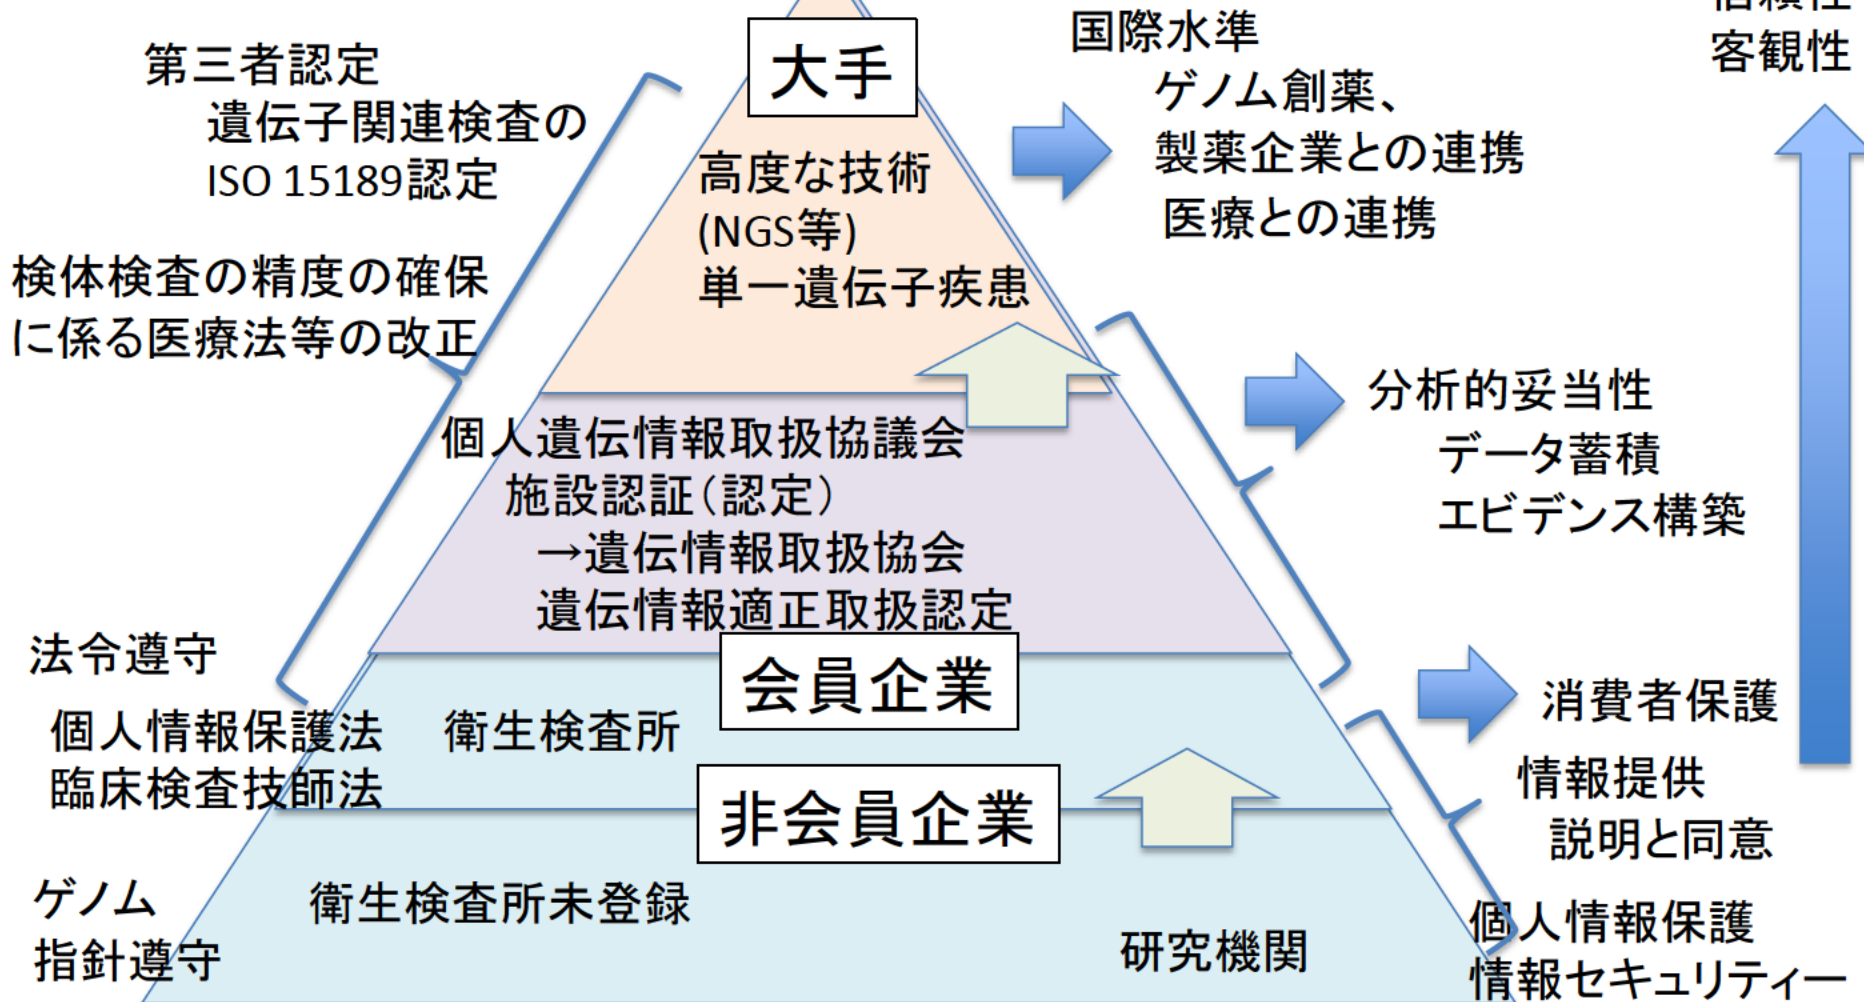 第三者認定
遺伝子関連検査の
ISO 15189認定
検体検査の精度の確保
に係る医療法等の改正
法令遵守
個人情報保護法
臨床検査技師法
ゲノム
指針遵守
大手
高度な技術
(NGS等)
単一遺伝子疾患
個人遺伝情報取扱協議会
施設認証(認定)
→遺伝情報取扱協会
遺伝情報適正取扱認定
会員企業
衛生検査所
非会員企業
衛生検査所未登録
研究機関
国際水準
ゲノム創薬、
製薬企業との連携
医療との連携
分析的妥当性
データ蓄積
エビデンス構築
消費者保護
情報提供
説明と同意
個人情報保護
情報セキュリティー
客観性